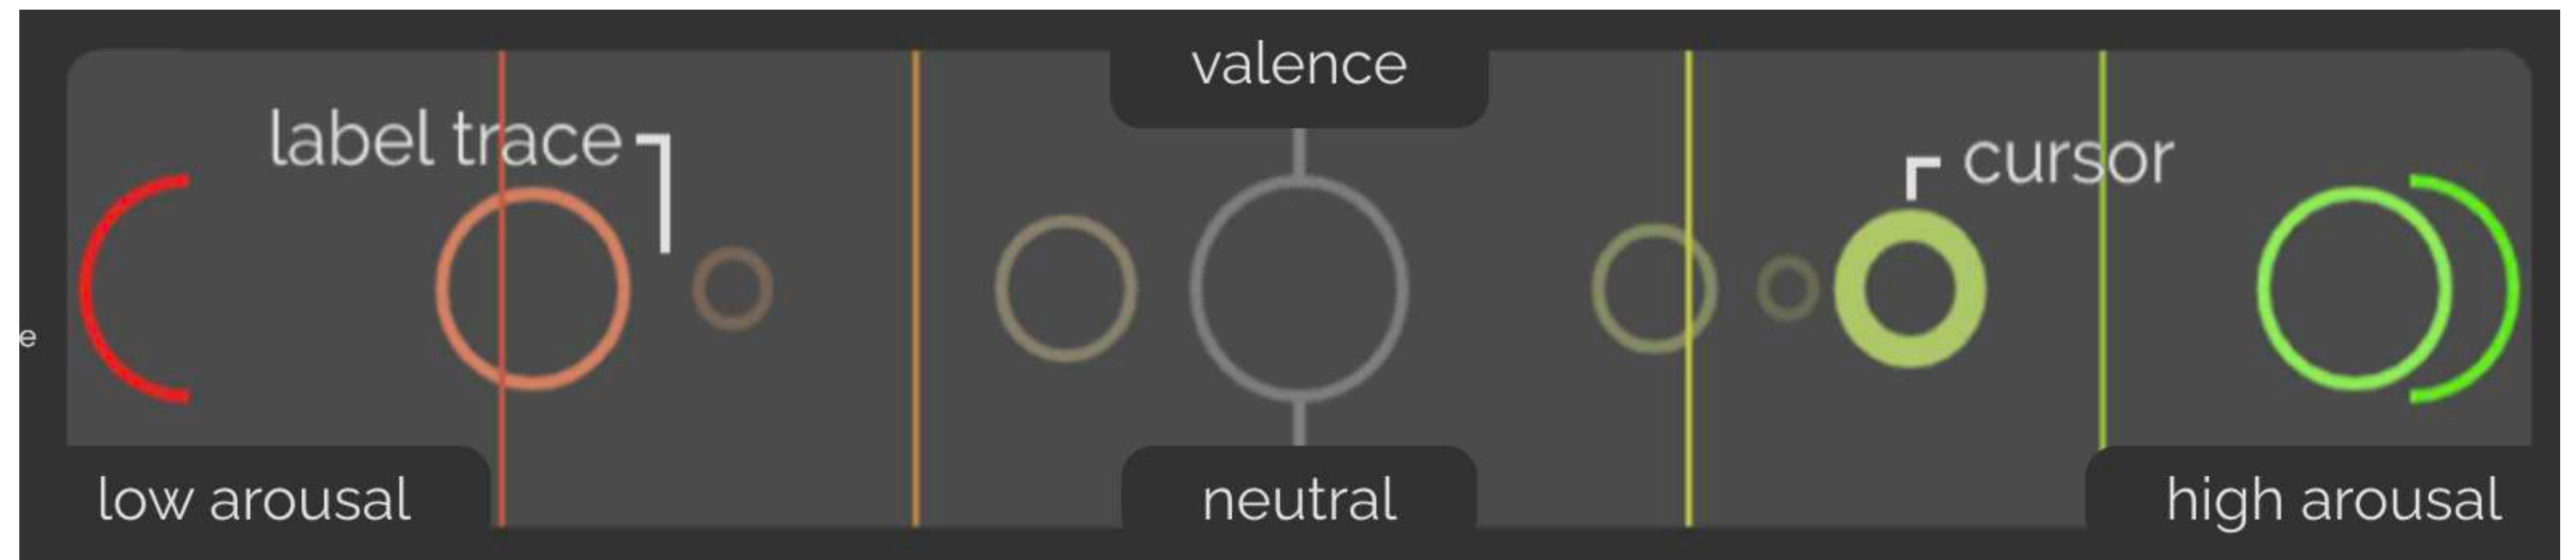 valence
label trace
cursor
e
low arousal
neutral
high arousal